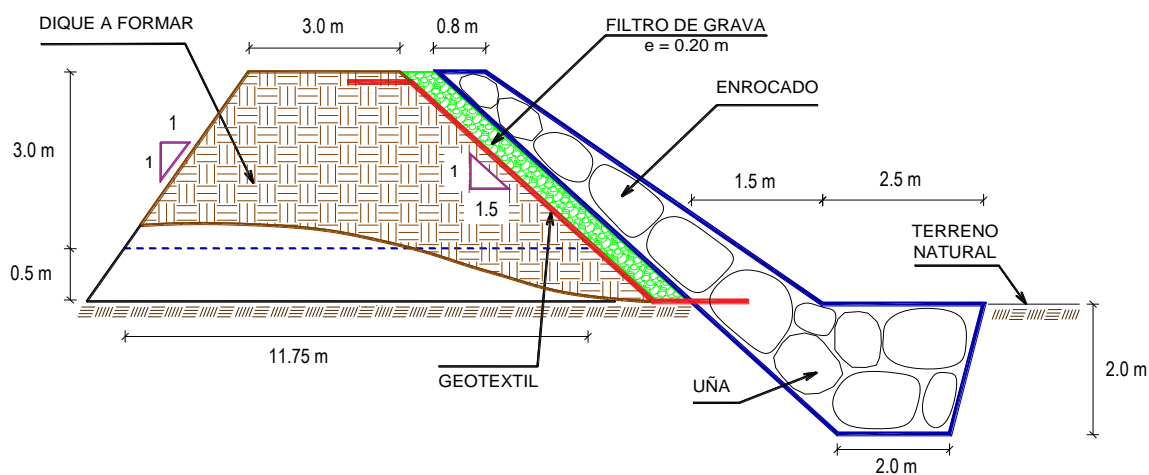 DIQUE A FORMAR
3.0 m
0.8 m
FILTRO DE GRAVA
e = 0.20 m
ENROCADO
1
1
3.0 m
1
1.5
1.5 m
2.5 m
TERRENO
NATURAL
0.5 m
11.75 m
GEOTEXTIL
UÑA
2.0 m
2.0 m